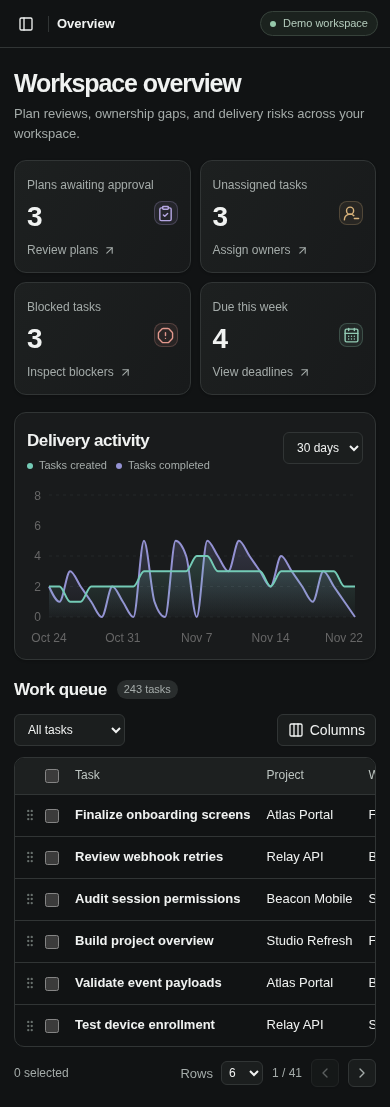 Overview
Demo workspace
Workspace overview
Plan reviews, ownership gaps, and delivery risks across your
workspace.
Plans awaiting approval
3
Review plans
Unassigned tasks
3
Assign owners
Blocked tasks
3
Inspect blockers
Due this week
4
View deadlines
Delivery activity
30 days
Tasks created
Tasks completed
8
6
4
2
0
Oct 24
Oct 31
Nov 7
Nov 14
Nov 22
Work queue
243 tasks
All tasks
Columns
Task Project
Finalize onboarding screens Atlas Portal F
Review webhook retries Relay API
Audit session permissions Beacon Mobile S
Build project overview Studio Refresh F
Validate event payloads Atlas Portal
Test device enrollment Relay API S
0 selected
Rows 6 1 / 41